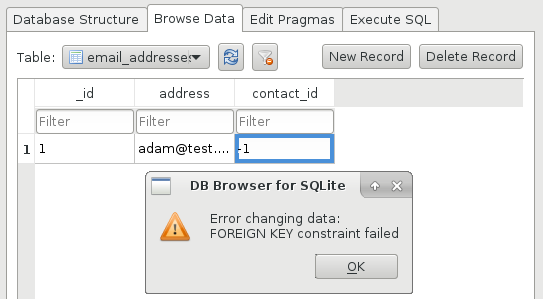 Database Structure Browse Data Edit Pragmas Execute SQL
Table: email_addresses New Record Delete Record
_id address contact_id
Filter Filter Filter
1 1 adam@test.... -1
DB Browser for SQLite
Error changing data:
FOREIGN KEY constraint failed
OK